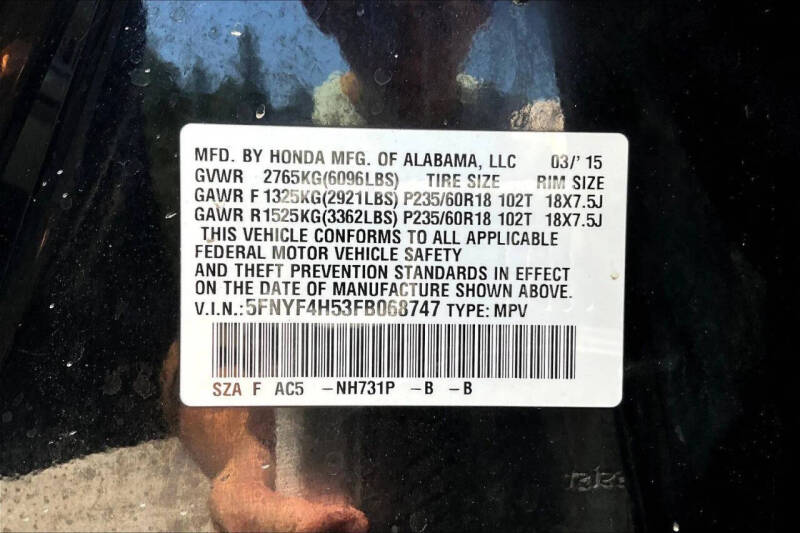 MFD. BY HONDA MFG. OF ALABAMA, LLC 03/' 15
GVWR 2765KG(6096LBS) TIRE SIZE RIM SIZE
GAWR F 1325KG(2921LBS) P235/60R18 102T 18X7.5J
GAWR R1525KG(3362LBS) P235/60R18 102T 18X7.5J
THIS VEHICLE CONFORMS TO ALL APPLICABLE
FEDERAL MOTOR VEHICLE SAFETY
AND THEFT PREVENTION STANDARDS IN EFFECT
ON THE DATE OF MANUFACTURE SHOWN ABOVE.
V.I.N.: 5FNYF4H53FB068747 TYPE: MPV
SZA F AC5 –NH731P –B –B